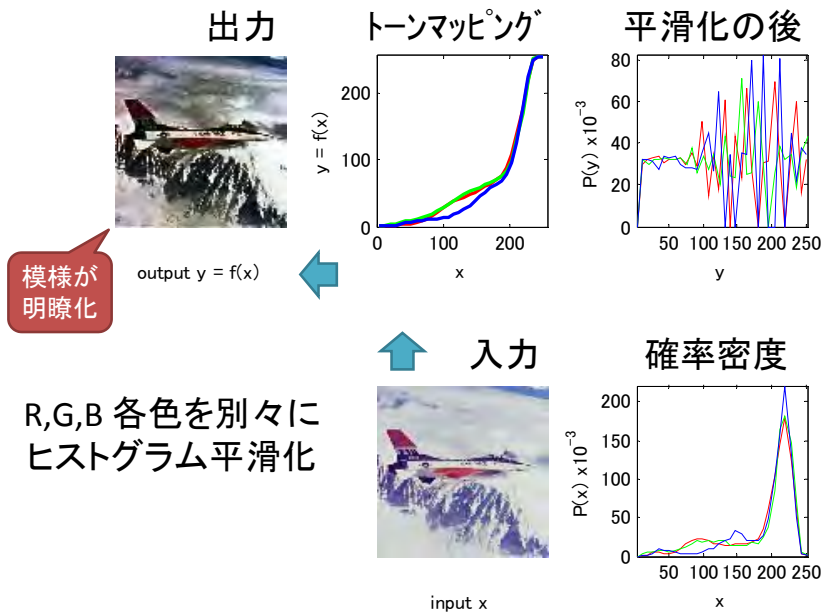 出力
トーンマッピング
平滑化の後
200
100
0
0
100
200
y = f(x)
x
80
60
40
20
0
50 100 150 200 250
P(y) x10⁻³
y
模様が
明瞭化
output y = f(x)
入力
確率密度
R,G,B 各色を別々に
ヒストグラム平滑化
input x
200
150
100
50
0
50 100 150 200 250
P(x) x10⁻³
x